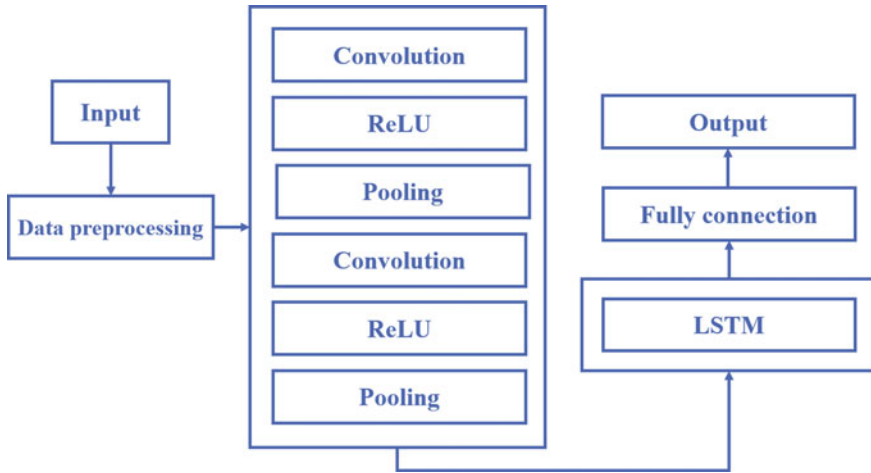 Input
Data preprocessing
Convolution
ReLU
Pooling
Convolution
ReLU
Pooling
LSTM
Fully connection
Output